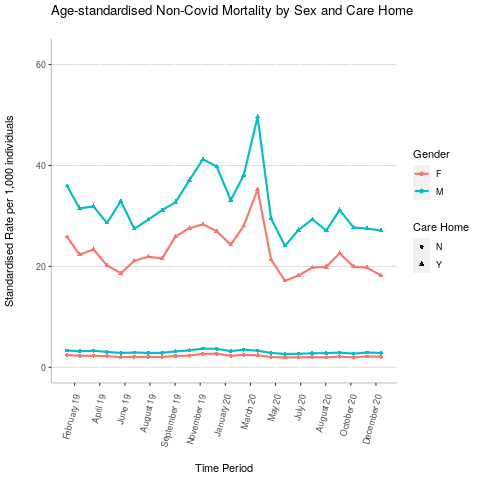 Age-standardised Non-Covid Mortality by Sex and Care Home
Standardised Rate per 1,000 individuals
60
40
20
0
February 19
April 19
June 19
August 19
September 19
November 19
January 20
March 20
May 20
July 20
August 20
October 20
December 20
Time Period
Gender
F
M
Care Home
N
Y